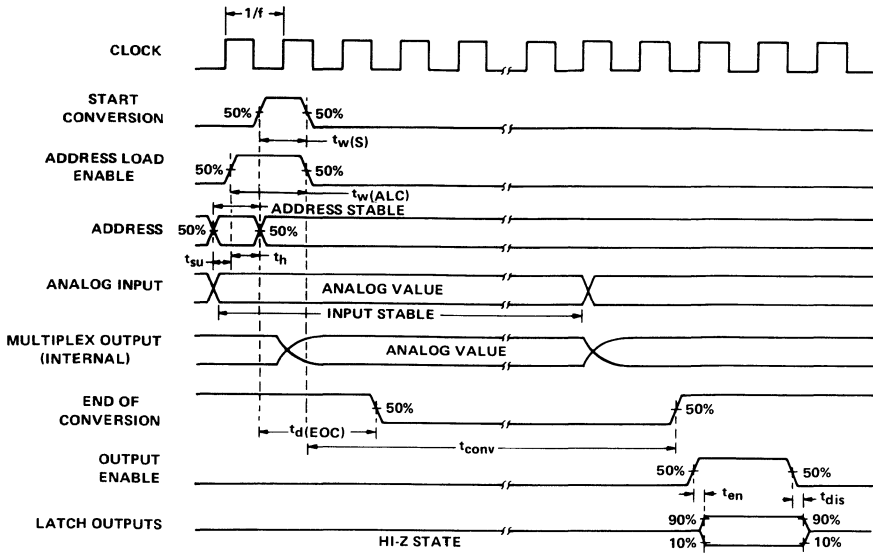 1/f
CLOCK
START
CONVERSION
50%
50%
tw(S)
ADDRESS LOAD
ENABLE
50%
50%
tw(ALC)
ADDRESS STABLE
ADDRESS
50%
50%
tsu
th
ANALOG INPUT
ANALOG VALUE
INPUT STABLE
MULTIPLEX OUTPUT
(INTERNAL)
ANALOG VALUE
END OF
CONVERSION
50%
50%
td(EOC)
tconv
OUTPUT
ENABLE
50%
50%
ten
tdis
LATCH OUTPUTS
HI-Z STATE
90%
90%
10%
10%